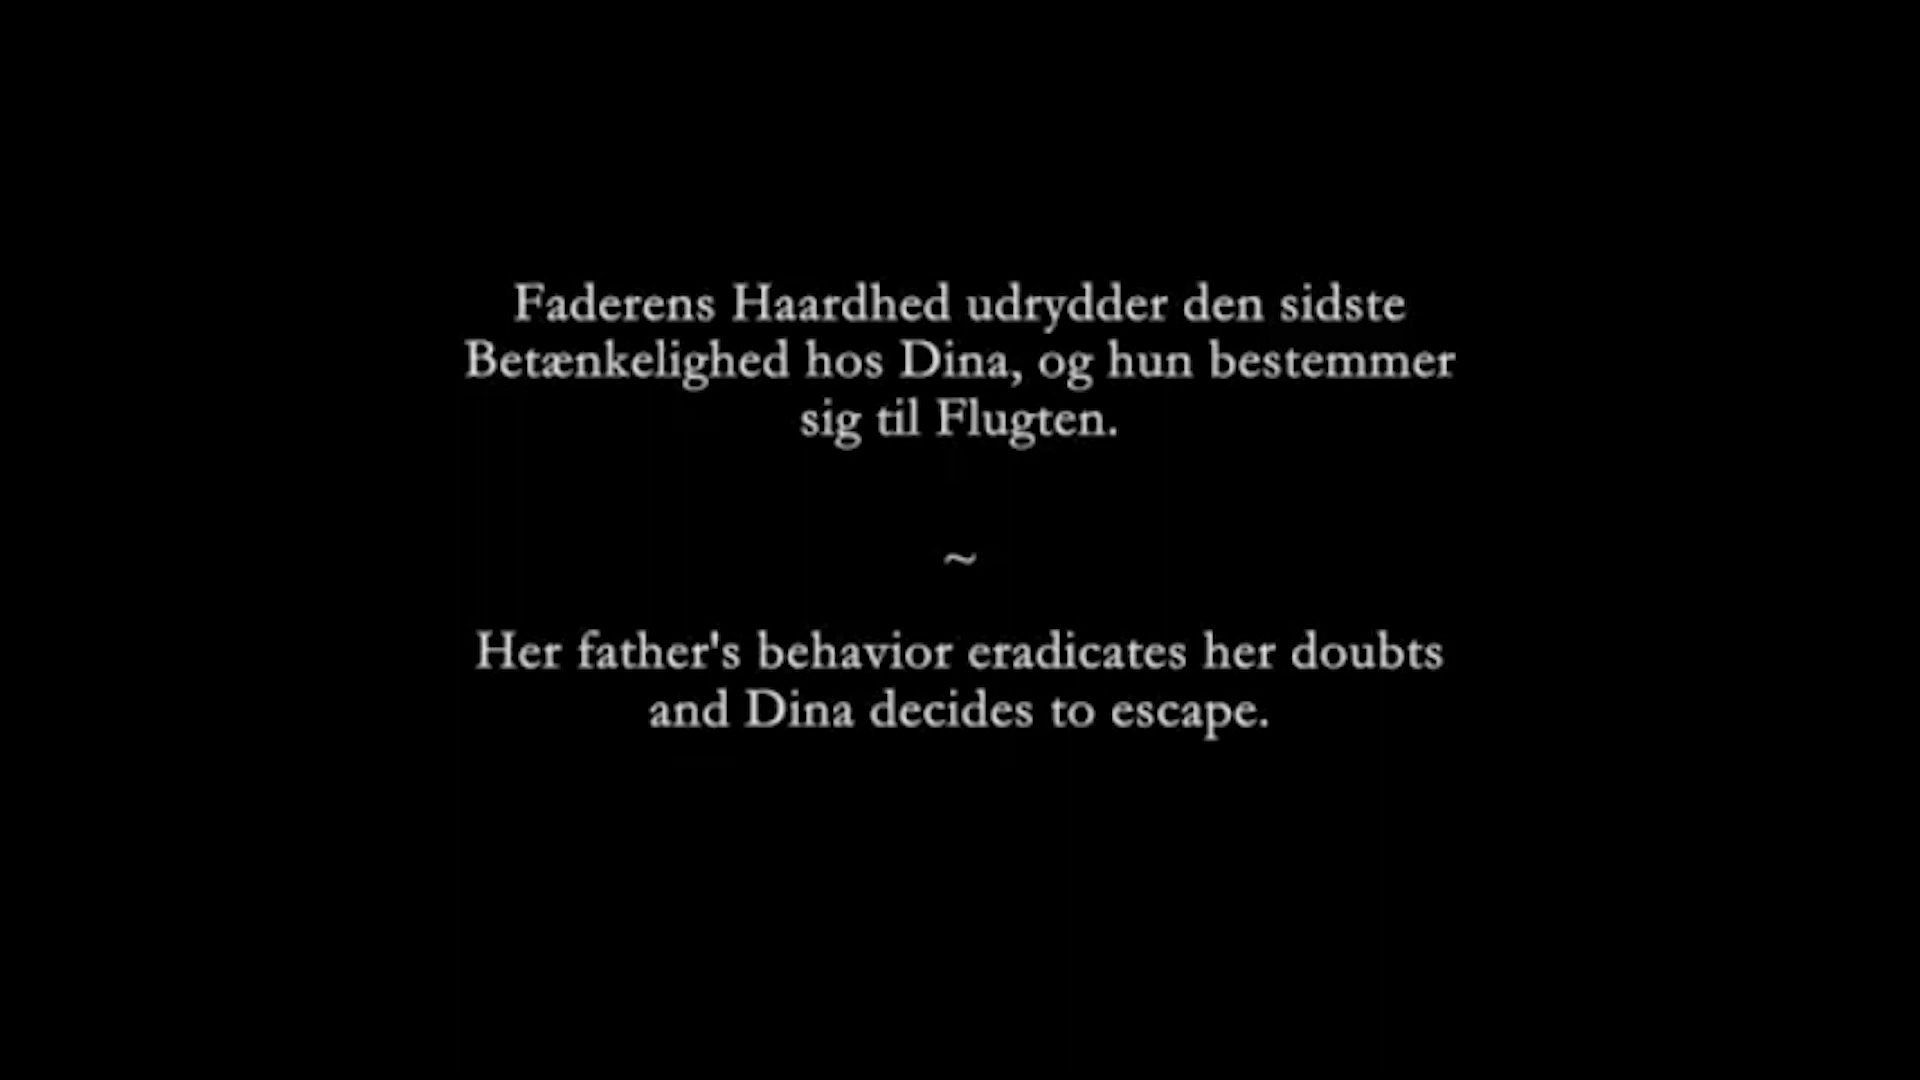 Faderens Haardhed udrydder den sidste
Betænkelighed hos Dina, og hun bestemmer
sig til Flugten.
~
Her father's behavior eradicates her doubts
and Dina decides to escape.